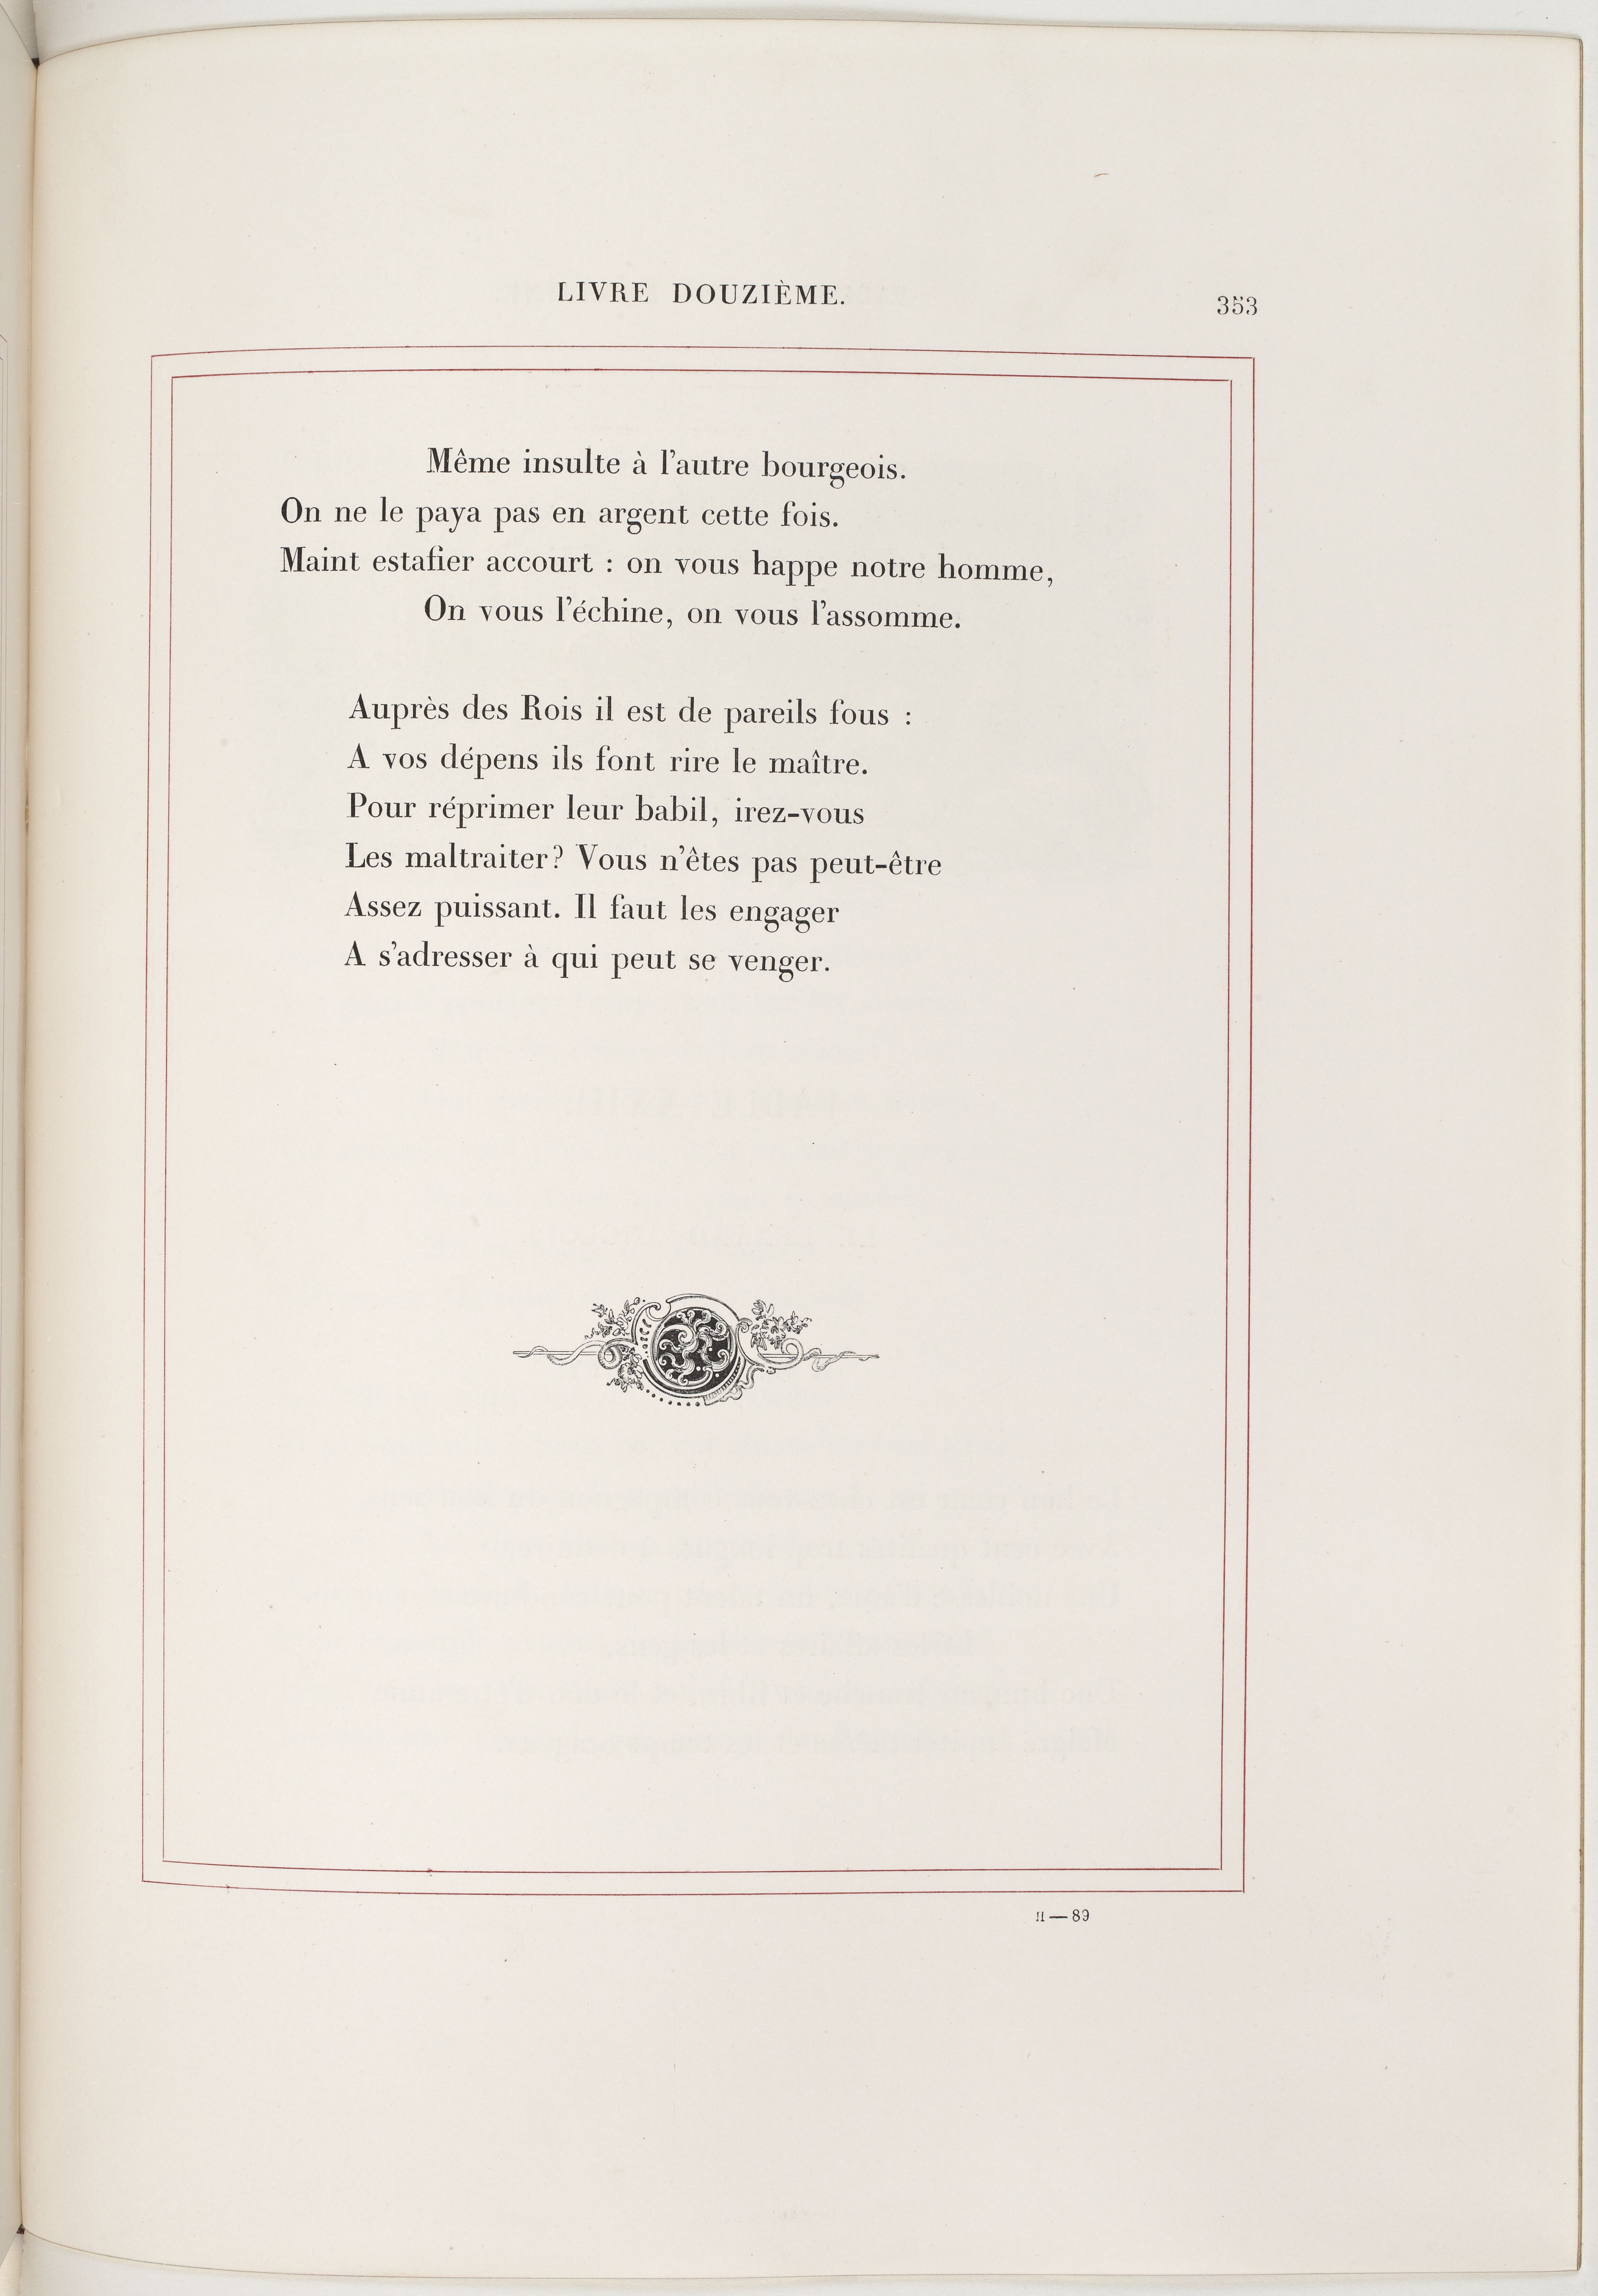 LIVRE DOUZIÈME.
353
Même insulte à l'autre bourgeois.
On ne le paya pas en argent cette fois.
Maint estafier accourt : on vous happe notre homme,
On vous l'échine, on vous l'assomme.
Auprès des Rois il est de pareils fous :
A vos dépens ils font rire le maître.
Pour réprimer leur babil, irez-vous
Les maltraiter? Vous n'êtes pas peut-être
Assez puissant. Il faut les engager
A s'adresser à qui peut se venger.
II — 89